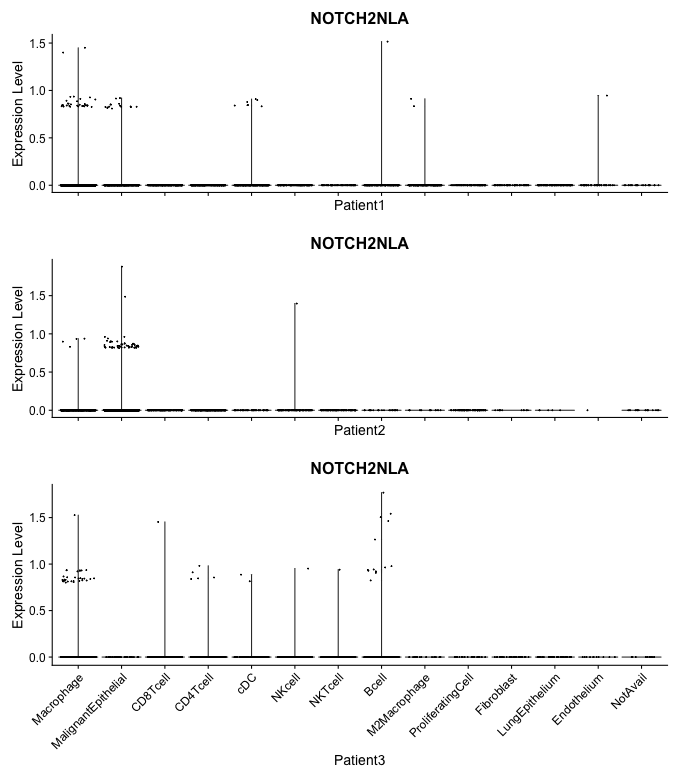 NOTCH2NLA
Expression Level
1.5
1.0
0.5
0.0
Patient1
NOTCH2NLA
Expression Level
1.5
1.0
0.5
0.0
Patient2
NOTCH2NLA
Expression Level
1.5
1.0
0.5
0.0
Macrophage
MalignantEpithelial
CD8Tcell
CD4Tcell
cDC
NKcell
NKTcell
Bcell
M2Macrophage
ProliferatingCell
Fibroblast
LungEpithelium
Endothelium
NotAvail
Patient3